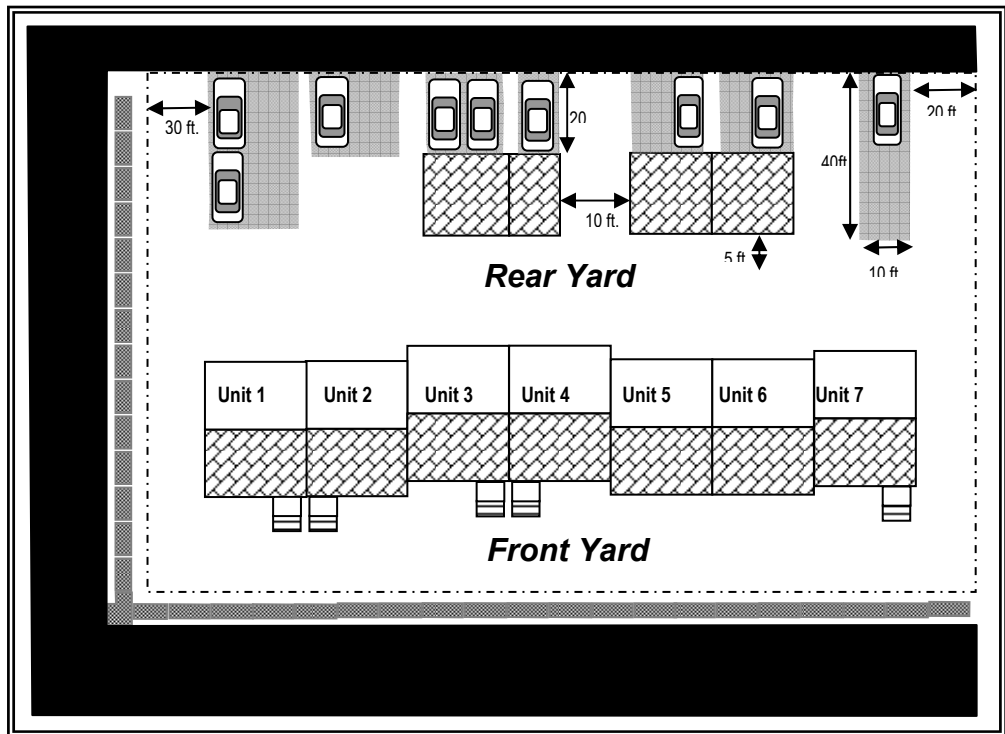 30 ft.
20
20 ft.
40ft
10 ft.
5 ft
10 ft.
Rear Yard
Unit 1
Unit 2
Unit 3
Unit 4
Unit 5
Unit 6
Unit 7
Front Yard